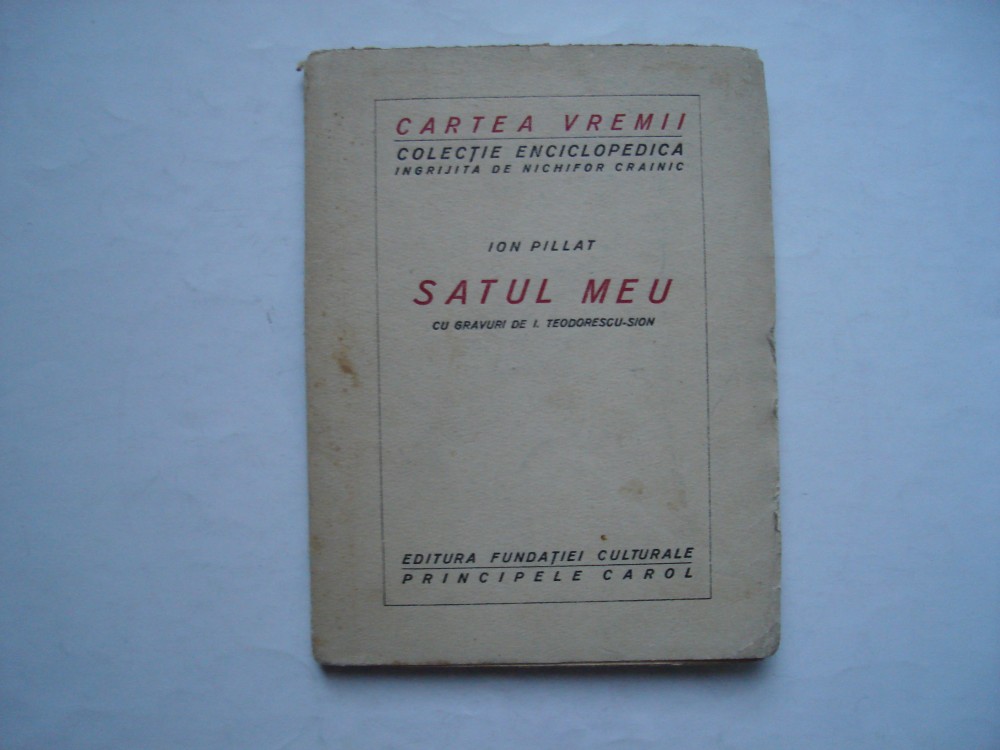 CARTEA VREMII
COLECȚIE ENCICLOPEDICA
INGRIJITA DE NICHIFOR CRAINIC
ION PILLAT
SATUL MEU
CU GRAVURI DE I. TEODORESCU-SION
EDITURA FUNDAȚIEI CULTURALE
PRINCIPELE CAROL